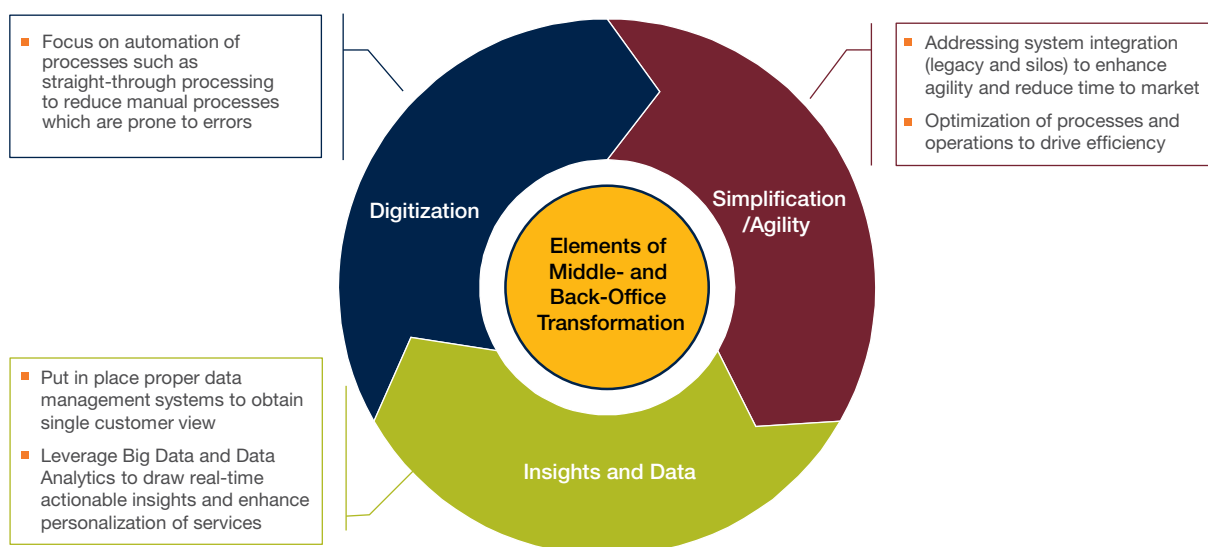 Focus on automation of
processes such as
straight-through processing
to reduce manual processes
which are prone to errors
Addressing system integration
(legacy and silos) to enhance
agility and reduce time to market
Optimization of processes and
operations to drive efficiency
Digitization
Simplification
/Agility
Elements of
Middle- and
Back-Office
Transformation
Put in place proper data
management systems to obtain
single customer view
Leverage Big Data and Data
Analytics to draw real-time
actionable insights and enhance
personalization of services
Insights and Data